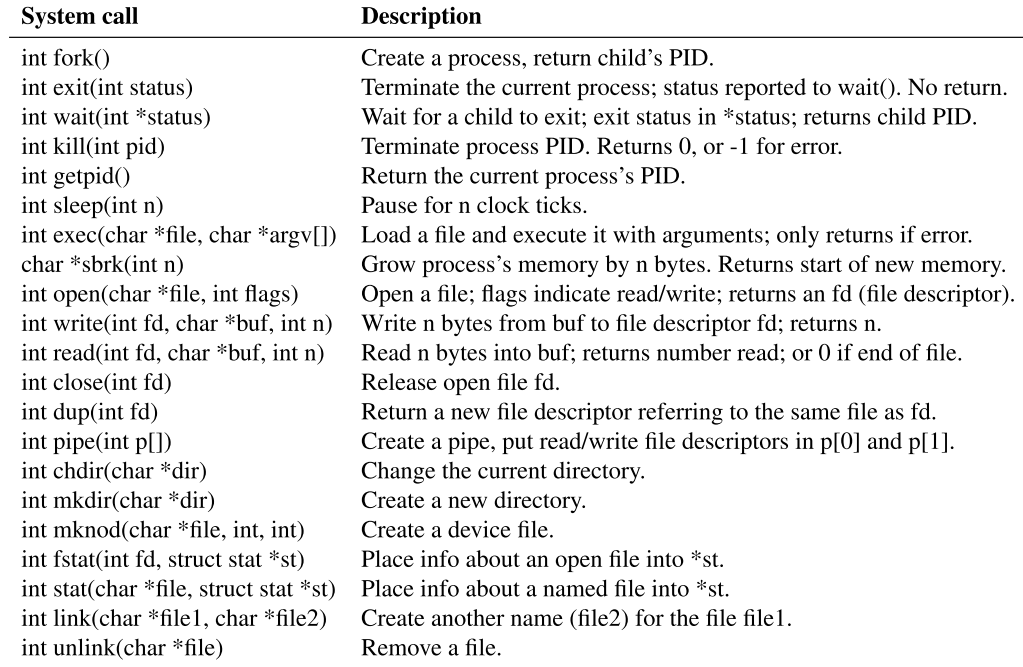 System call Description
int fork() Create a process, return child's PID.
int exit(int status) Terminate the current process; status reported to wait(). No return.
int wait(int *status) Wait for a child to exit; exit status in *status; returns child PID.
int kill(int pid) Terminate process PID. Returns 0, or -1 for error.
int getpid() Return the current process's PID.
int sleep(int n) Pause for n clock ticks.
int exec(char *file, char *argv[]) Load a file and execute it with arguments; only returns if error.
char *sbrk(int n) Grow process's memory by n bytes. Returns start of new memory.
int open(char *file, int flags) Open a file; flags indicate read/write; returns an fd (file descriptor).
int write(int fd, char *buf, int n) Write n bytes from buf to file descriptor fd; returns n.
int read(int fd, char *buf, int n) Read n bytes into buf; returns number read; or 0 if end of file.
int close(int fd) Release open file fd.
int dup(int fd) Return a new file descriptor referring to the same file as fd.
int pipe(int p[]) Create a pipe, put read/write file descriptors in p[0] and p[1].
int chdir(char *dir) Change the current directory.
int mkdir(char *dir) Create a new directory.
int mknod(char *file, int, int) Create a device file.
int fstat(int fd, struct stat *st) Place info about an open file into *st.
int stat(char *file, struct stat *st) Place info about a named file into *st.
int link(char *file1, char *file2) Create another name (file2) for the file file1.
int unlink(char *file) Remove a file.